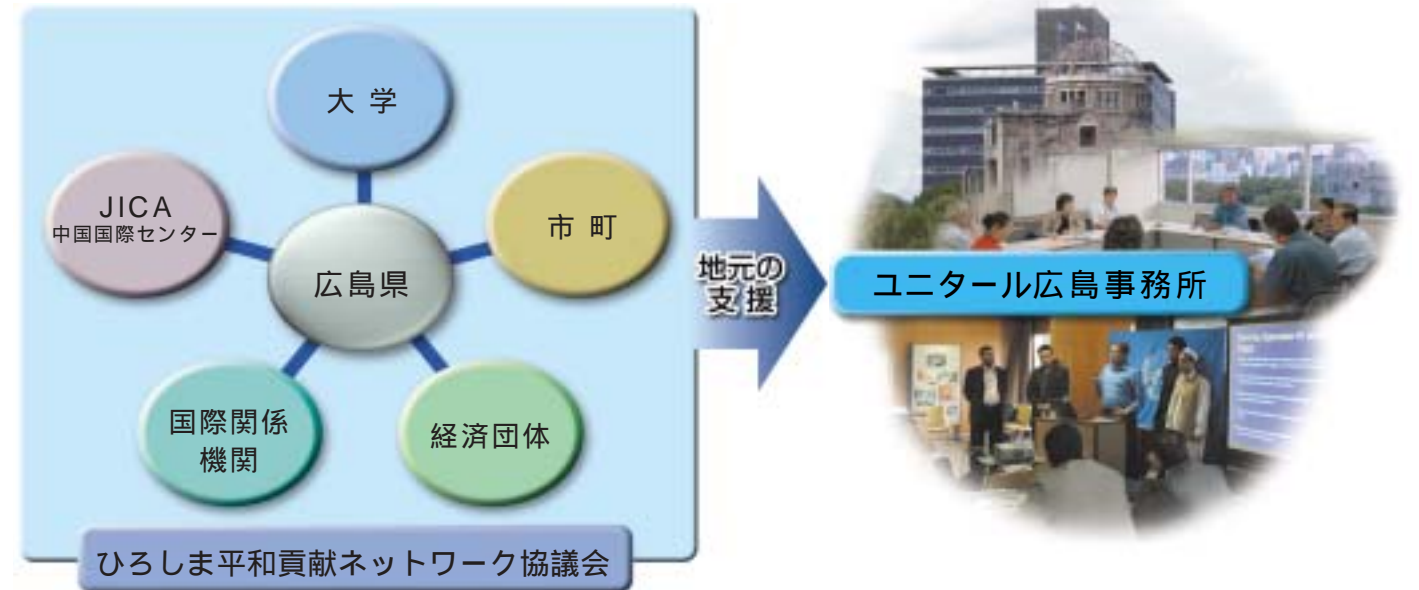 大学
JICA
中国国際センター
市町
広島県
国際関係
機関
経済団体
ひろしま平和貢献ネットワーク協議会
地元の
支援
ユニタール広島事務所